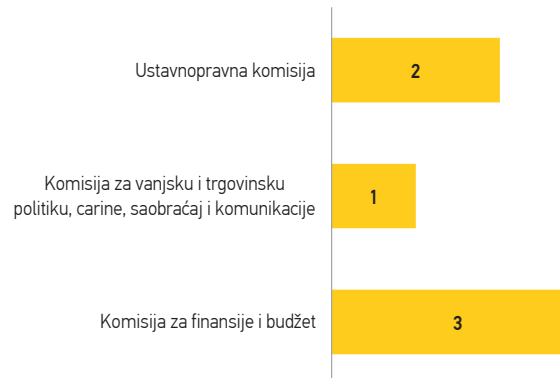 Ustavnopravna komisija
2
Komisija za vanjsku i trgovinsku
politiku, carine, saobraćaj i komunikacije
1
Komisija za finansije i budžet
3